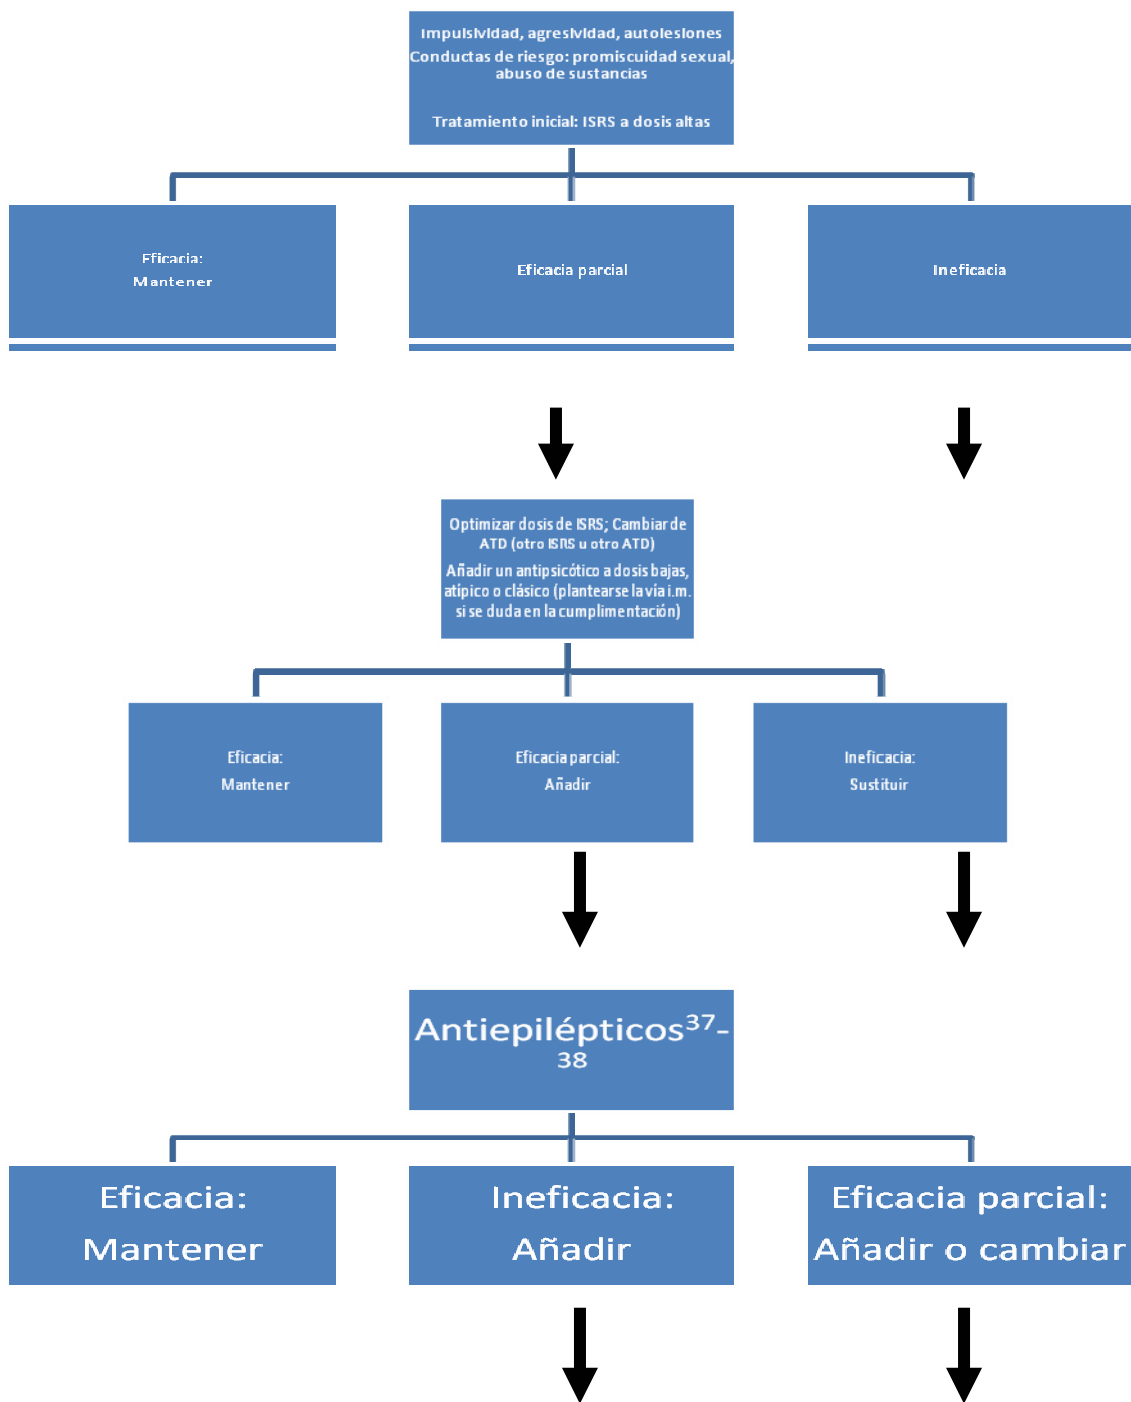 Impulsividad, agresividad, autolesiones
Conductas de riesgo: promiscuidad sexual,
abuso de sustancias
Tratamiento inicial: ISRS a dosis altas
Eficacia:
Mantener
Eficacia parcial
Ineficacia
Optimizar dosis de ISRS; Cambiar de
ATD (otro ISRS u otro ATD)
Añadir un antipsicótico a dosis bajas,
atípico o clásico (plantearse la vía i.m.
si se duda en la cumplimentación)
Eficacia:
Mantener
Eficacia parcial:
Añadir
Ineficacia:
Sustituir
Antiepilépticos37-
38
Eficacia:
Mantener
Ineficacia:
Añadir
Eficacia parcial:
Añadir o cambiar